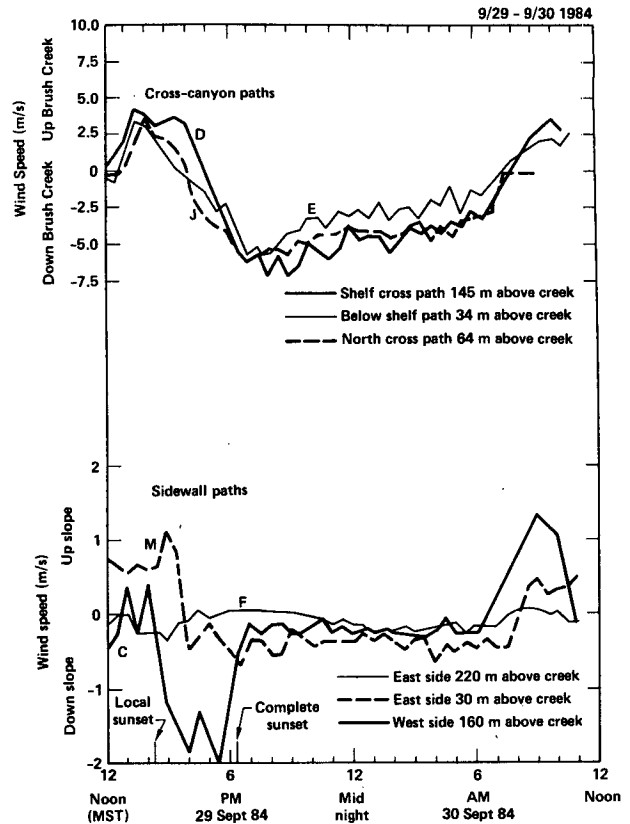 9/29 – 9/30 1984
10.0
7.5
5.0
2.5
0
-2.5
-5.0
-7.5
Wind Speed (m/s)
Down Brush Creek Up Brush Creek
Cross-canyon paths
D
J
E
Shelf cross path 145 m above creek
Below shelf path 34 m above creek
North cross path 64 m above creek
2
1
0
-1
-2
Wind speed (m/s)
Down slope Up slope
Sidewall paths
M
F
C
Local sunset
Complete sunset
East side 220 m above creek
East side 30 m above creek
West side 160 m above creek
12 6 12 6 12
Noon PM Mid AM Noon
(MST) 29 Sept 84 night 30 Sept 84